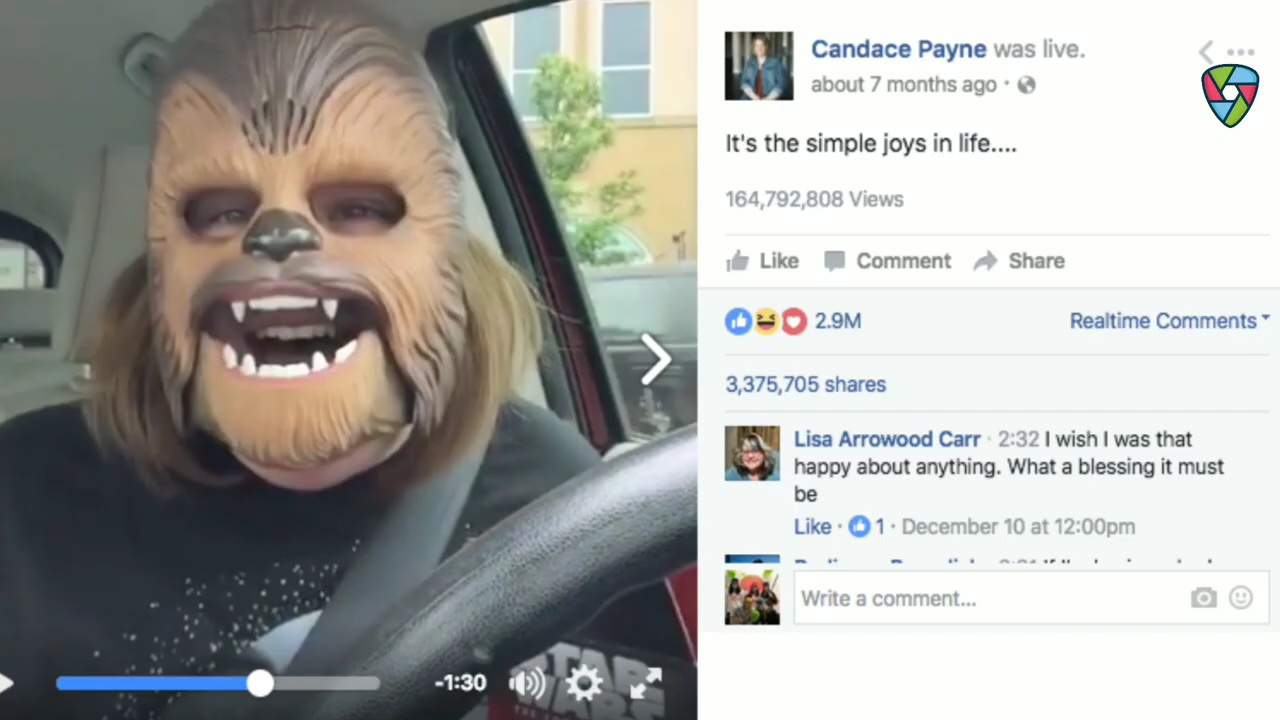 Candace Payne was live.
about 7 months ago
It's the simple joys in life....
164,792,808 Views
Like Comment Share
2.9M
Realtime Comments
3,375,705 shares
Lisa Arrowood Carr · 2:32 I wish I was that
happy about anything. What a blessing it must
be
Like · 1 · December 10 at 12:00pm
Write a comment...
-1:30
STAR
WARS